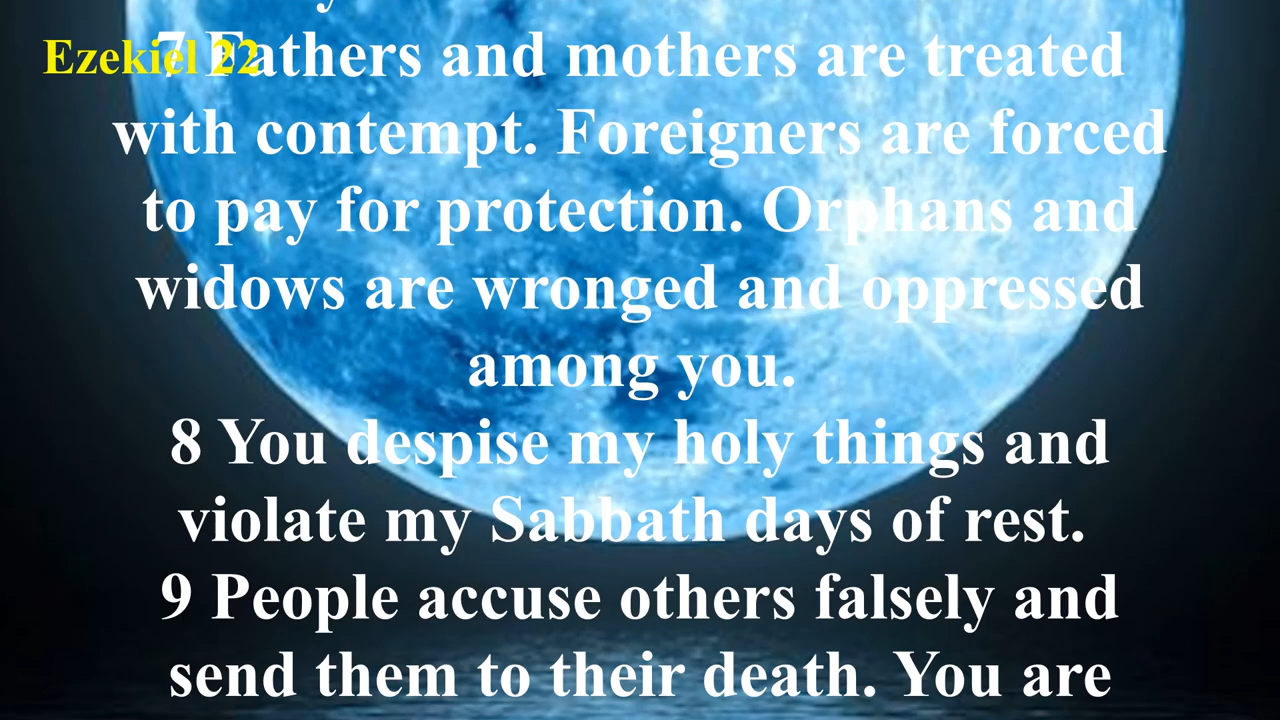 Ezekiel 22
7 Fathers and mothers are treated
with contempt. Foreigners are forced
to pay for protection. Orphans and
widows are wronged and oppressed
among you.
8 You despise my holy things and
violate my Sabbath days of rest.
9 People accuse others falsely and
send them to their death. You are